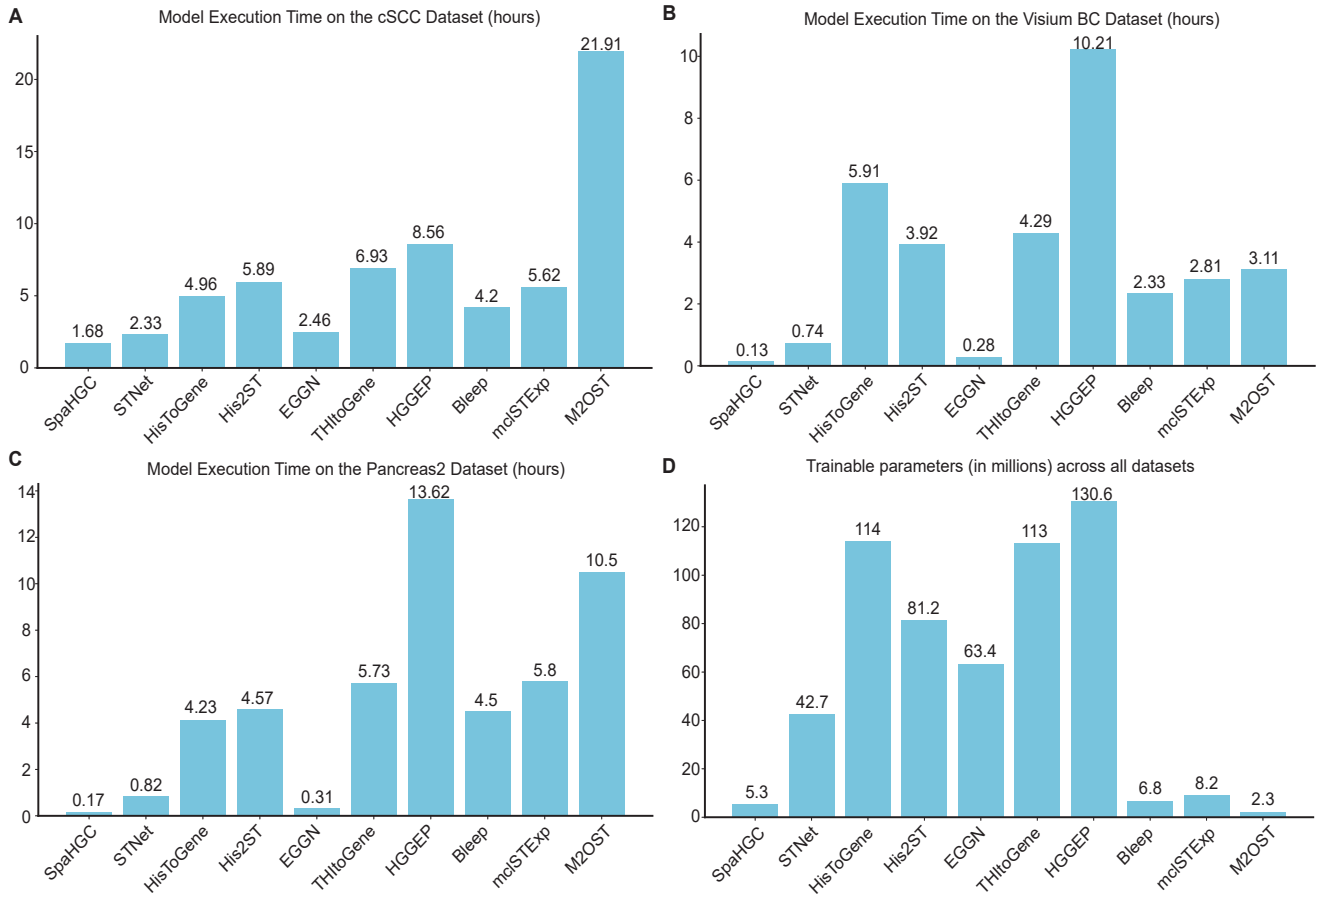 A
Model Execution Time on the cSCC Dataset (hours)
20
15
10
5
0
1.68
2.33
4.96
5.89
2.46
6.93
8.56
4.2
5.62
21.91
SpaHGC
STNet
HisToGene
His2ST
EGGN
THItoGene
HGGEP
Bleep
mclSTExp
M2OST
B
Model Execution Time on the Visium BC Dataset (hours)
10
8
6
4
2
0
0.13
0.74
5.91
3.92
0.28
4.29
10.21
2.33
2.81
3.11
SpaHGC
STNet
HisToGene
His2ST
EGGN
THItoGene
HGGEP
Bleep
mclSTExp
M2OST
C
Model Execution Time on the Pancreas2 Dataset (hours)
14
12
10
8
6
4
2
0
0.17
0.82
4.23
4.57
0.31
5.73
13.62
4.5
5.8
10.5
SpaHGC
STNet
HisToGene
His2ST
EGGN
THItoGene
HGGEP
Bleep
mclSTExp
M2OST
D
Trainable parameters (in millions) across all datasets
120
100
80
60
40
20
0
5.3
42.7
114
81.2
63.4
113
130.6
6.8
8.2
2.3
SpaHGC
STNet
HisToGene
His2ST
EGGN
THItoGene
HGGEP
Bleep
mclSTExp
M2OST